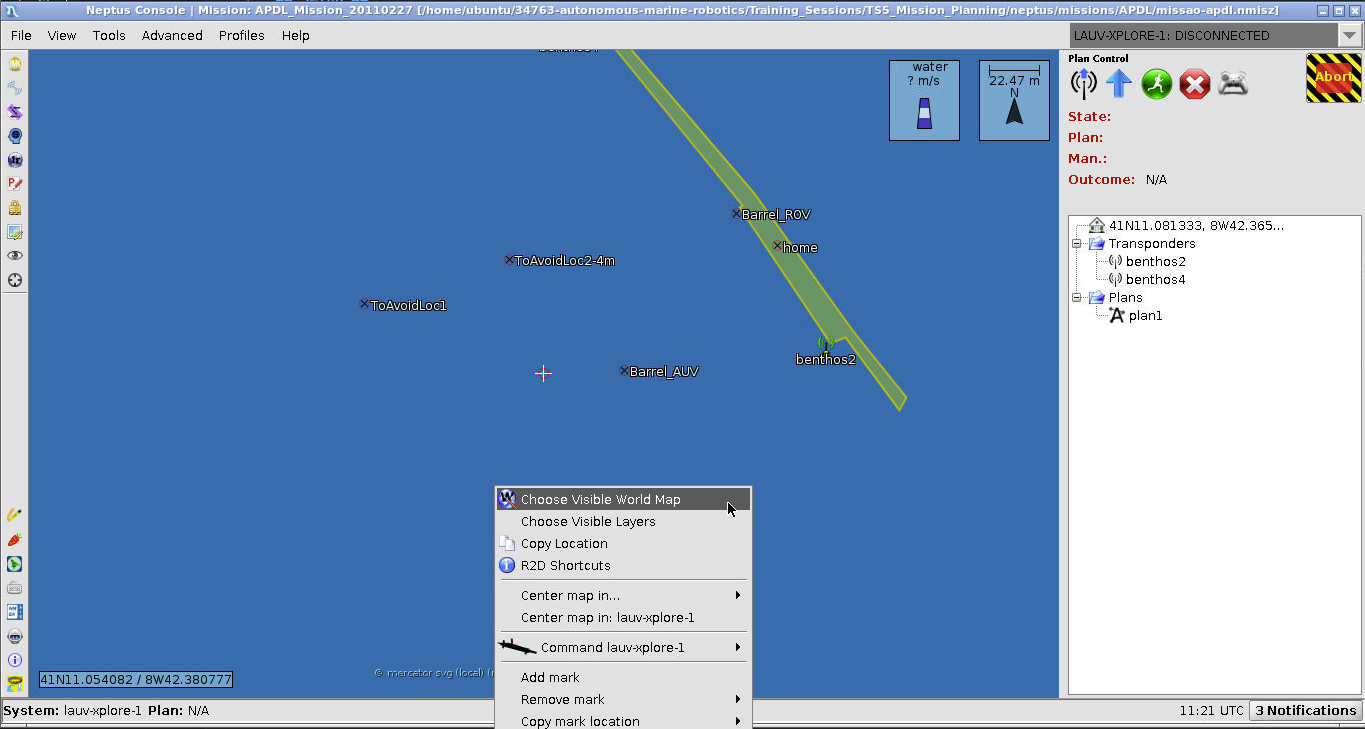 Neptus Console | Mission: APDL_Mission_20110227 [/home/ubuntu/34763-autonomous-marine-robotics/Training_Sessions/TS5_Mission_Planning/neptus/missions/APDL/missao-apdl.nmisz]
File View Tools Advanced Profiles Help
LAUV-XPLORE-1: DISCONNECTED
water
? m/s
22.47 m
N
Barrel_ROV
home
ToAvoidLoc2-4m
ToAvoidLoc1
benthos2
Barrel_AUV
Choose Visible World Map
Choose Visible Layers
Copy Location
R2D Shortcuts
Center map in...
Center map in: lauv-xplore-1
Command lauv-xplore-1
Add mark
Remove mark
Copy mark location
© mercator svg (local)
41N11.054082 / 8W42.380777
Plan Control
Abort
State:
Plan:
Man.:
Outcome: N/A
41N11.081333, 8W42.365...
Transponders
benthos2
benthos4
Plans
plan1
System: lauv-xplore-1 Plan: N/A
11:21 UTC
3 Notifications